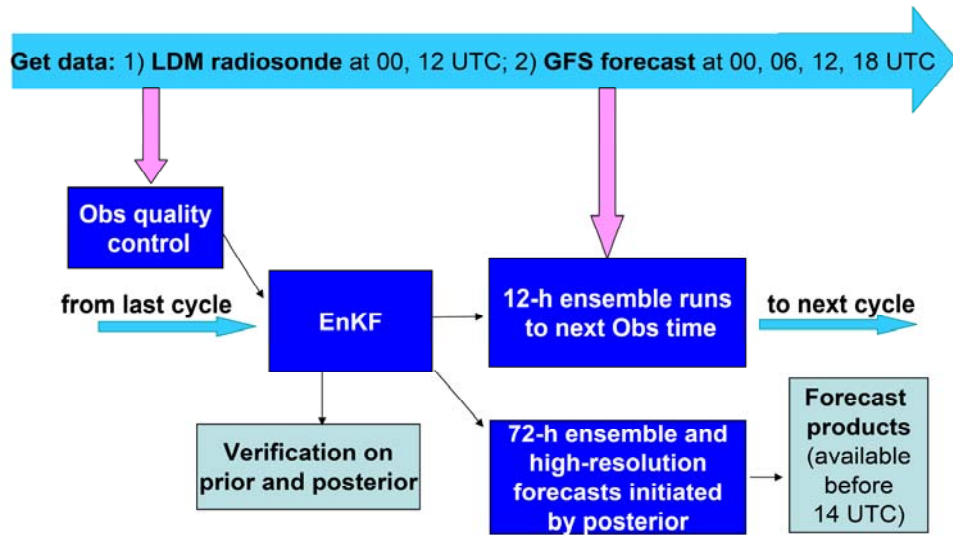 Get data: 1) LDM radiosonde at 00, 12 UTC; 2) GFS forecast at 00, 06, 12, 18 UTC
Obs quality
control
from last cycle
EnKF
12-h ensemble runs
to next Obs time
to next cycle
Verification on
prior and posterior
72-h ensemble and
high-resolution
forecasts initiated
by posterior
Forecast
products
(available
before
14 UTC)